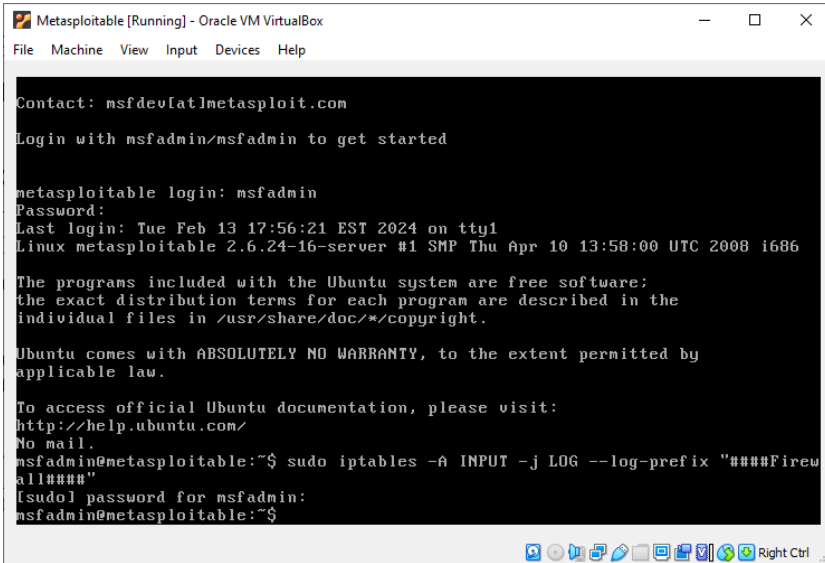 Metasploitable [Running] - Oracle VM VirtualBox
File Machine View Input Devices Help
Contact: msfdev[at]metasploit.com
Login with msfadmin/msfadmin to get started
metasploitable login: msfadmin
Password:
Last login: Tue Feb 13 17:56:21 EST 2024 on tty1
Linux metasploitable 2.6.24-16-server #1 SMP Thu Apr 10 13:58:00 UTC 2008 i686
The programs included with the Ubuntu system are free software;
the exact distribution terms for each program are described in the
individual files in /usr/share/doc/*/copyright.
Ubuntu comes with ABSOLUTELY NO WARRANTY, to the extent permitted by
applicable law.
To access official Ubuntu documentation, please visit:
http://help.ubuntu.com/
No mail.
msfadmin@metasploitable:~$ sudo iptables -A INPUT -j LOG --log-prefix "####Firew
all####"
[sudo] password for msfadmin:
msfadmin@metasploitable:~$
Right Ctrl